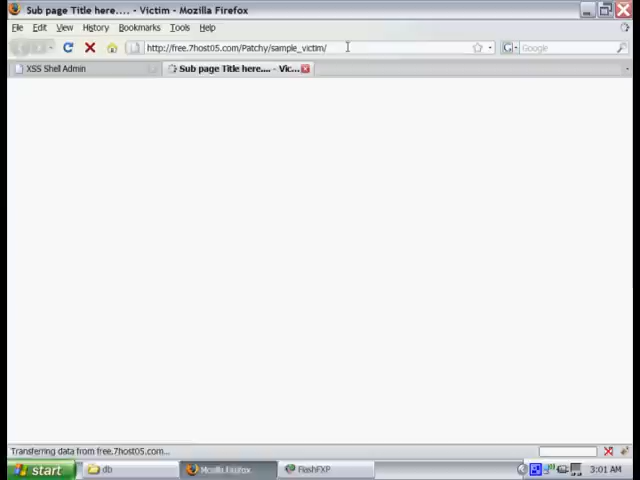 Sub page Title here.... - Victim - Mozilla Firefox
File Edit View History Bookmarks Tools Help
http://free.7host05.com/Patchy/sample_victim/
G Google
XSS Shell Admin
Sub page Title here.... - Vic...
Transferring data from free.7host05.com...
start
db
Mozilla Firefox
FlashFXP
3:01 AM